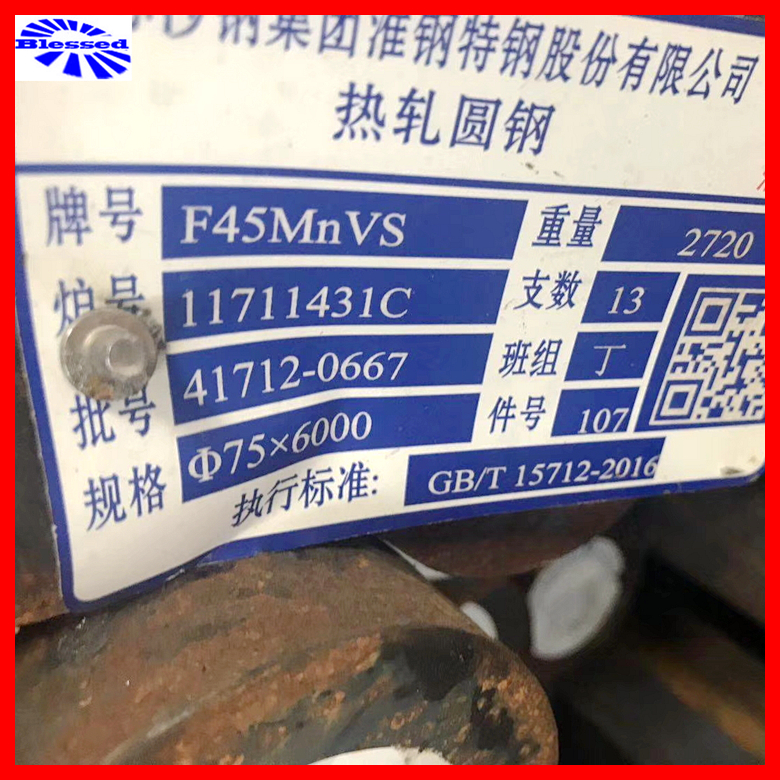 Blessed
沙钢集团淮钢特钢股份有限公司
热轧圆钢
牌号 F45MnVS 重量 2720
炉号 11711431C 支数 13
批号 41712-0667 班组 丁
规格 Φ75×6000 件号 107
执行标准: GB/T 15712-2016